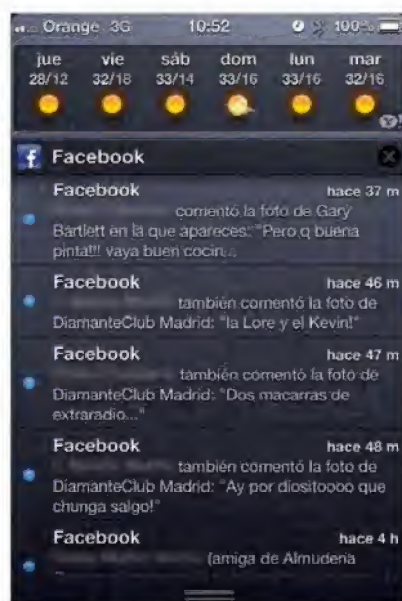 Orange 3G 10:52 100%
jue vie sáb dom lun mar
28/12 32/18 33/14 33/16 33/16 32/16
Y!
f Facebook
Facebook hace 37 m
comentó la foto de Gary
Bartlett en la que apareces: "Pero q buena
pinta!!! vaya buen cocin...
Facebook hace 46 m
también comentó la foto de
DiamanteClub Madrid: "la Lore y el Kevin!"
Facebook hace 47 m
también comentó la foto de
DiamanteClub Madrid: "Dos macarras de
extraradio..."
Facebook hace 48 m
también comentó la foto de
DiamanteClub Madrid: "Ay por diositoooo que
chunga salgo!"
Facebook hace 4 h
(amiga de Almudena